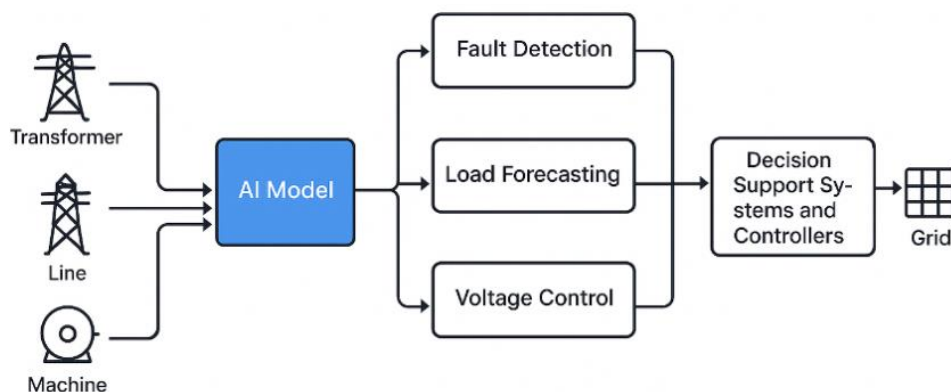 Transformer
Line
Machine
AI Model
Fault Detection
Load Forecasting
Voltage Control
Decision
Support Sy-
stems and
Controllers
Grid